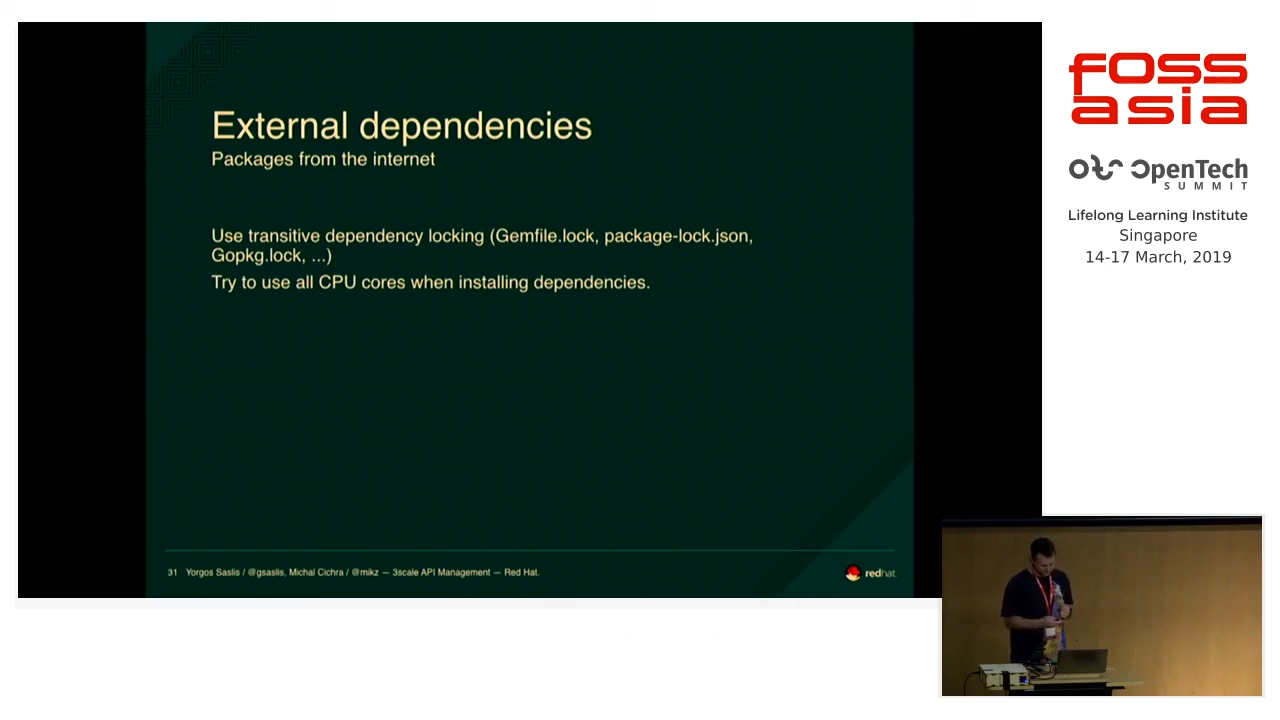 External dependencies
Packages from the internet
Use transitive dependency locking (Gemfile.lock, package-lock.json,
Gopkg.lock, ...)
Try to use all CPU cores when installing dependencies.
31 Yorgos Saslis / @gsaslis, Michal Cichra / @mikz — 3scale API Management — Red Hat.
redhat.
FOSS
ASIA
OpenTech
SUMMIT
Lifelong Learning Institute
Singapore
14-17 March, 2019